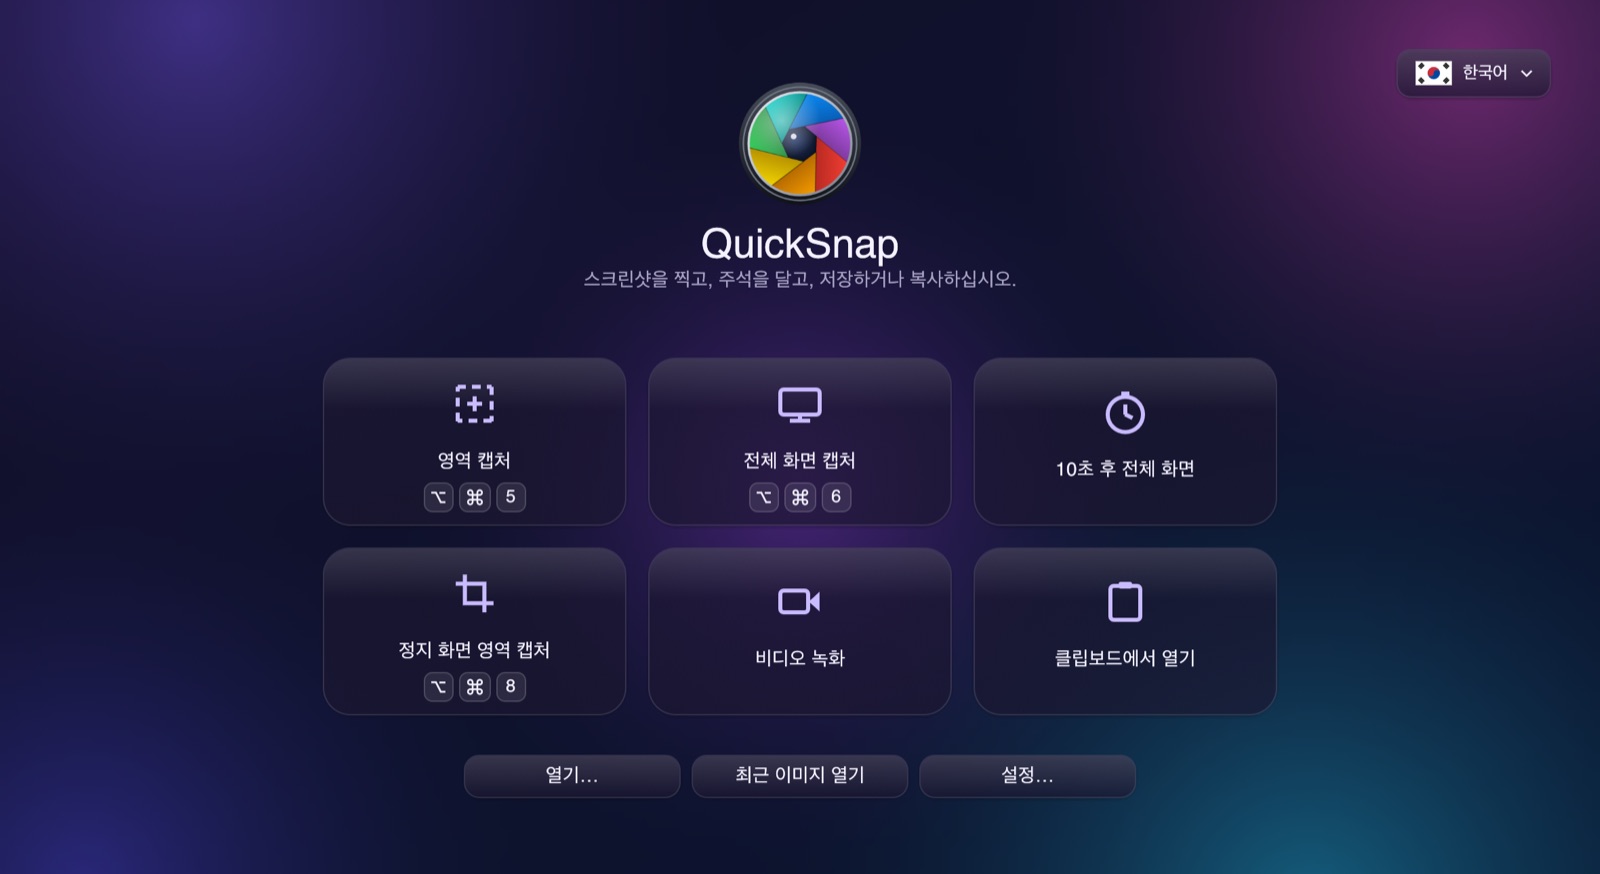 한국어
QuickSnap
스크린샷을 찍고, 주석을 달고, 저장하거나 복사하십시오.
영역 캡처
⌥ ⌘ 5
전체 화면 캡처
⌥ ⌘ 6
10초 후 전체 화면
정지 화면 영역 캡처
⌥ ⌘ 8
비디오 녹화
클립보드에서 열기
열기...
최근 이미지 열기
설정...